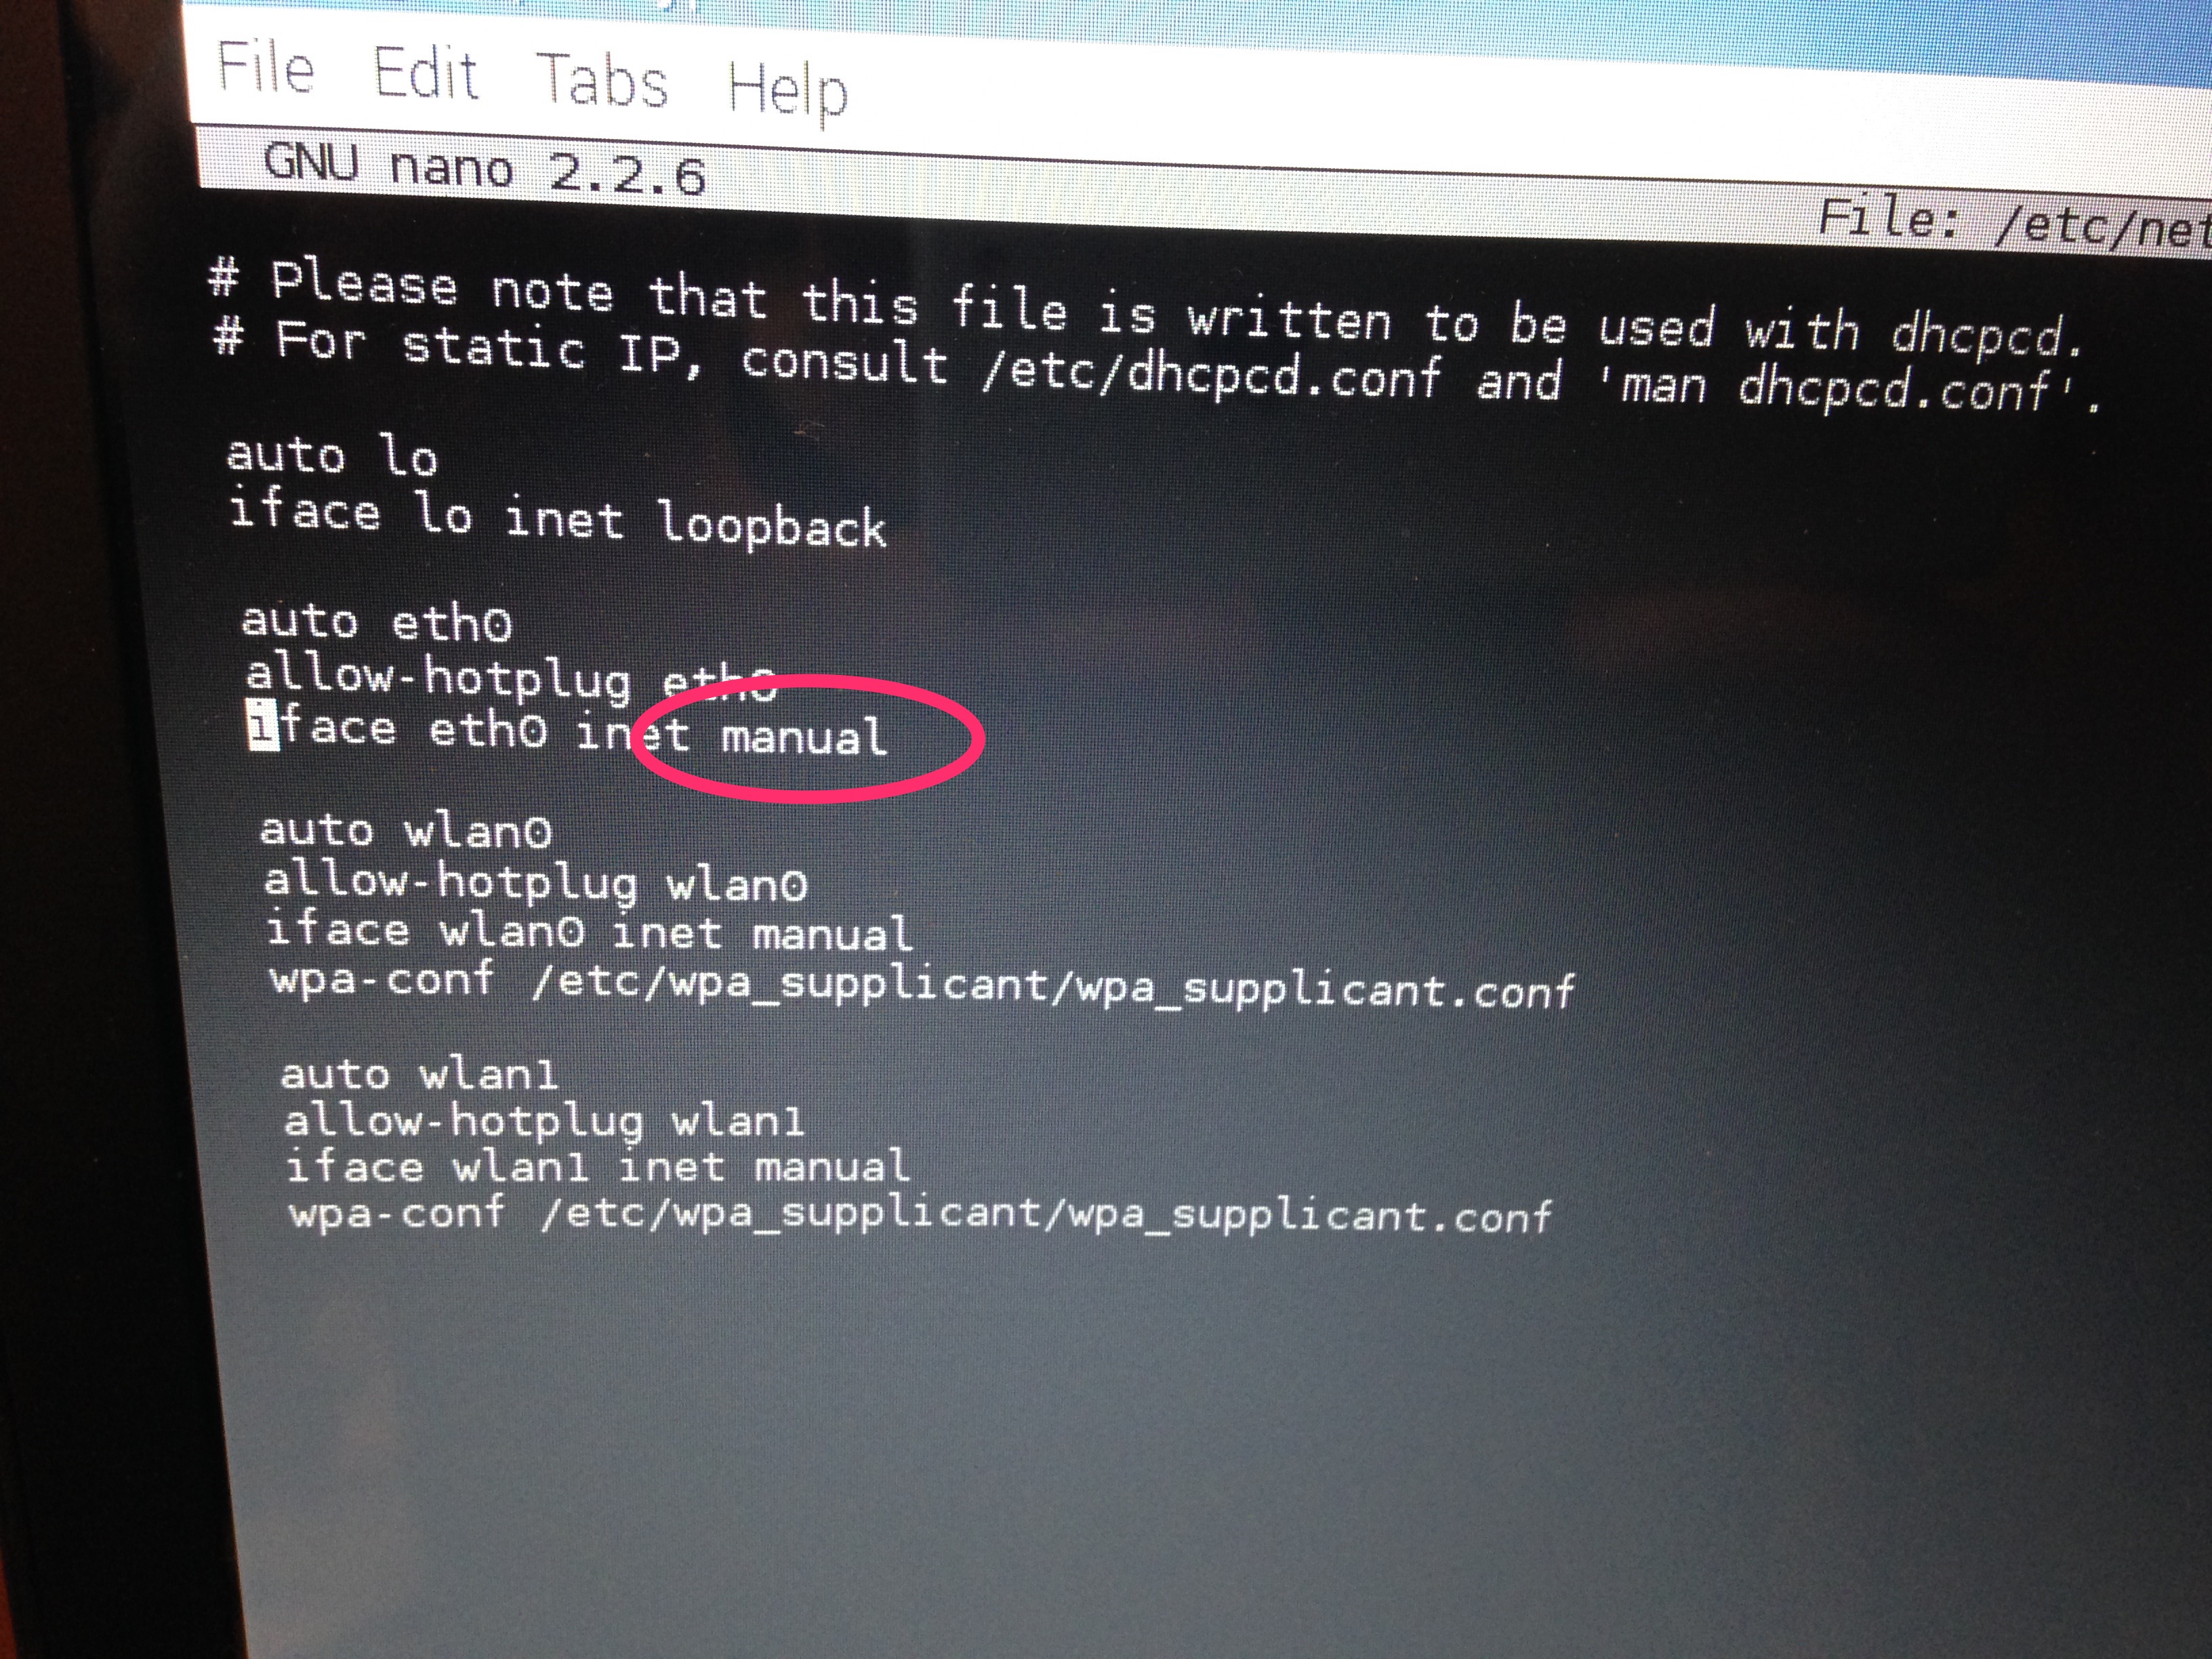 File Edit Tabs Help
GNU nano 2.2.6
File: /etc/net
# Please note that this file is written to be used with dhcpcd.
# For static IP, consult /etc/dhcpcd.conf and 'man dhcpcd.conf'.
auto lo
iface lo inet loopback
auto eth0
allow-hotplug eth0
iface eth0 inet manual
auto wlan0
allow-hotplug wlan0
iface wlan0 inet manual
wpa-conf /etc/wpa_supplicant/wpa_supplicant.conf
auto wlan1
allow-hotplug wlan1
iface wlan1 inet manual
wpa-conf /etc/wpa_supplicant/wpa_supplicant.conf